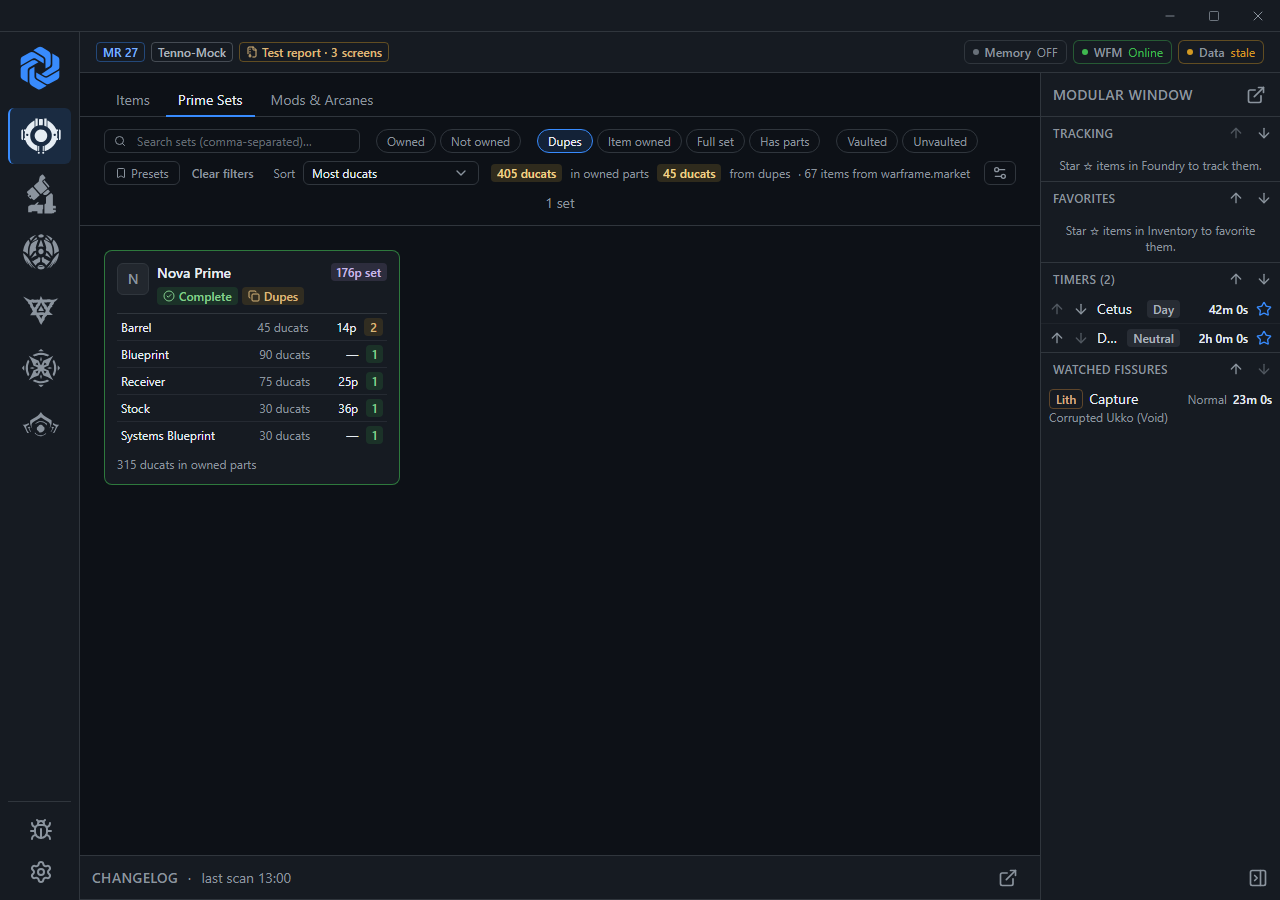 MR 27 Tenno-Mock Test report · 3 screens Memory OFF WFM Online Data stale
Items Prime Sets Mods & Arcanes
Search sets (comma-separated)... Owned Not owned Dupes Item owned Full set Has parts Vaulted Unvaulted
Presets Clear filters Sort Most ducats 405 ducats in owned parts 45 ducats from dupes · 67 items from warframe.market
1 set
N Nova Prime 176p set
Complete Dupes
Barrel 45 ducats 14p 2
Blueprint 90 ducats — 1
Receiver 75 ducats 25p 1
Stock 30 ducats 36p 1
Systems Blueprint 30 ducats — 1
315 ducats in owned parts
MODULAR WINDOW
TRACKING
Star ☆ items in Foundry to track them.
FAVORITES
Star ☆ items in Inventory to favorite
them.
TIMERS (2)
Cetus Day 42m 0s
D... Neutral 2h 0m 0s
WATCHED FISSURES
Lith Capture Normal 23m 0s
Corrupted Ukko (Void)
CHANGELOG · last scan 13:00